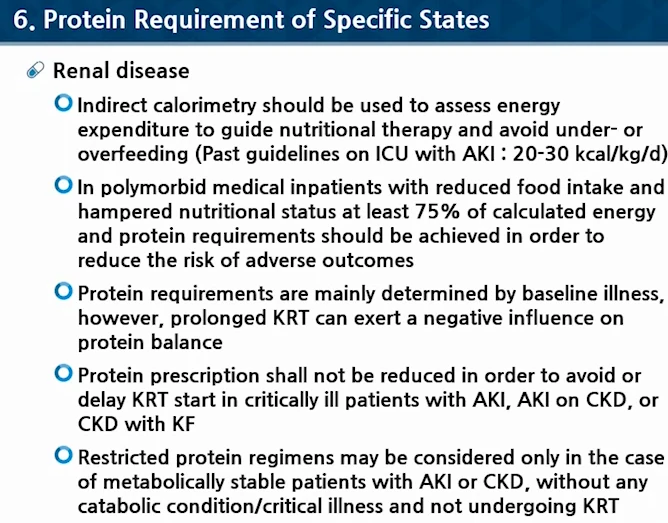 6. Protein Requirement of Specific States
Renal disease
Indirect calorimetry should be used to assess energy
expenditure to guide nutritional therapy and avoid under- or
overfeeding (Past guidelines on ICU with AKI : 20-30 kcal/kg/d)
In polymorbid medical inpatients with reduced food intake and
hampered nutritional status at least 75% of calculated energy
and protein requirements should be achieved in order to
reduce the risk of adverse outcomes
Protein requirements are mainly determined by baseline illness,
however, prolonged KRT can exert a negative influence on
protein balance
Protein prescription shall not be reduced in order to avoid or
delay KRT start in critically ill patients with AKI, AKI on CKD, or
CKD with KF
Restricted protein regimens may be considered only in the case
of metabolically stable patients with AKI or CKD, without any
catabolic condition/critical illness and not undergoing KRT